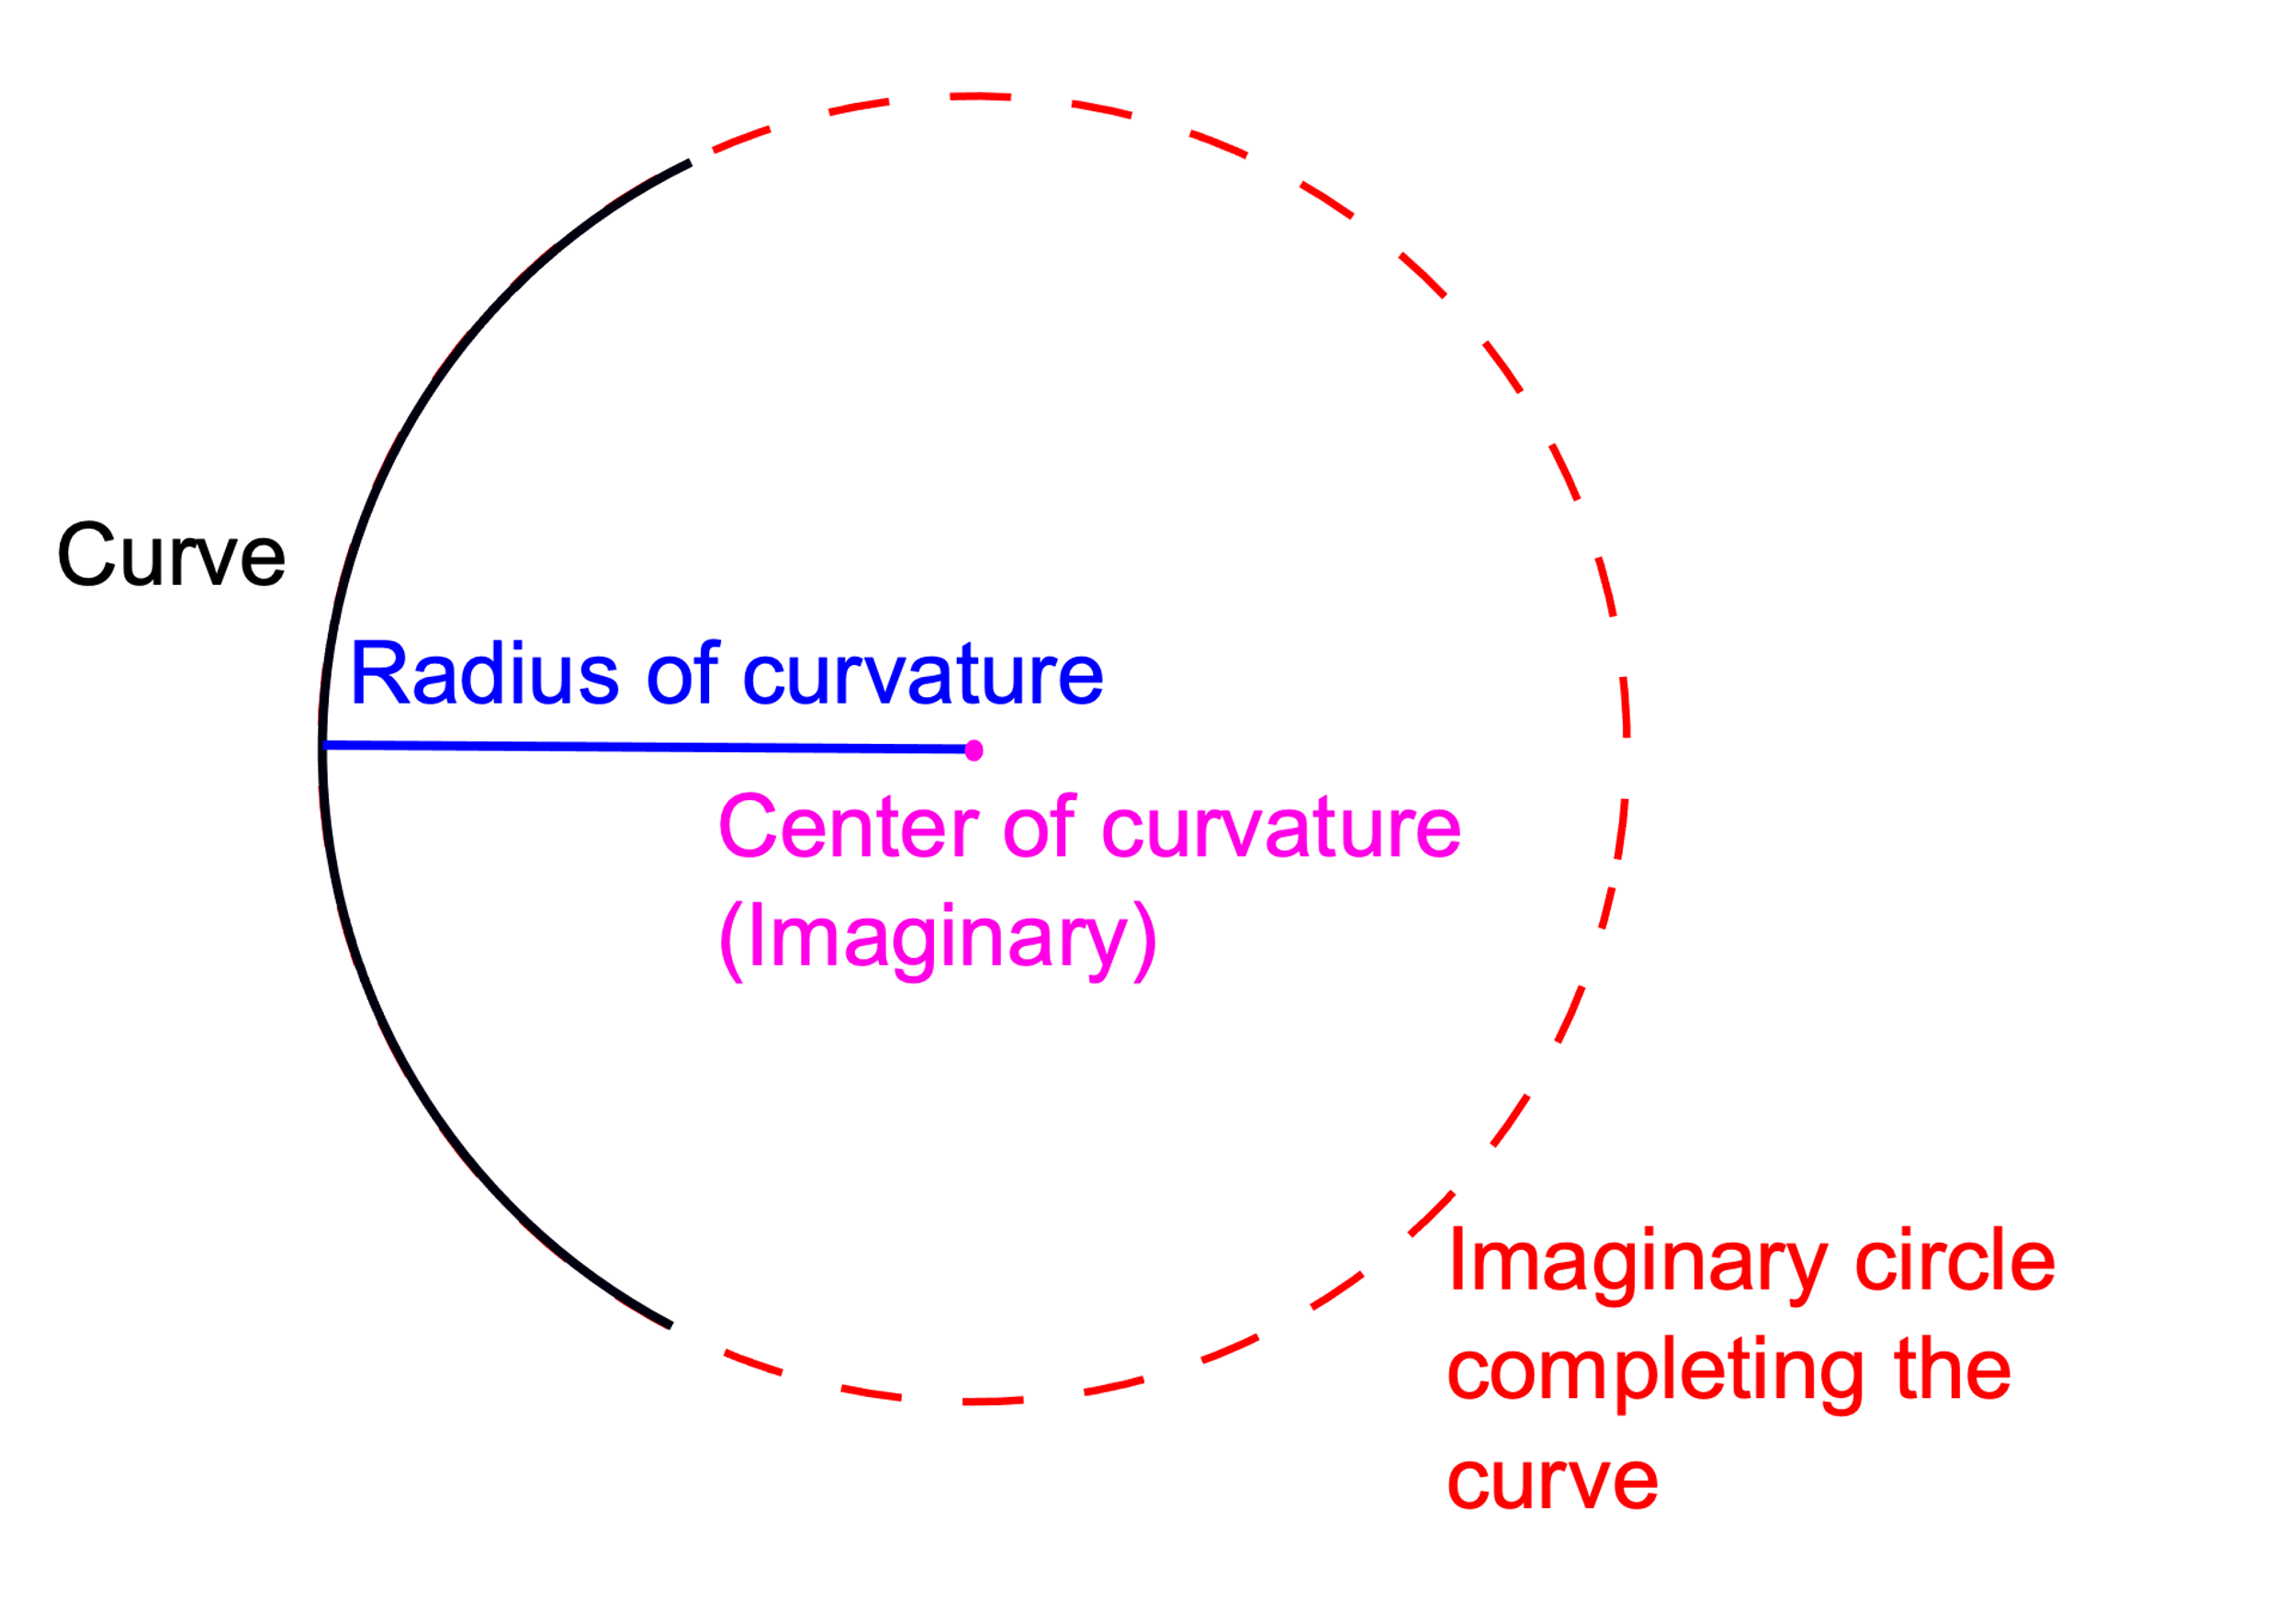 Curve
Radius of curvature
Center of curvature
(Imaginary)
Imaginary circle
completing the
curve